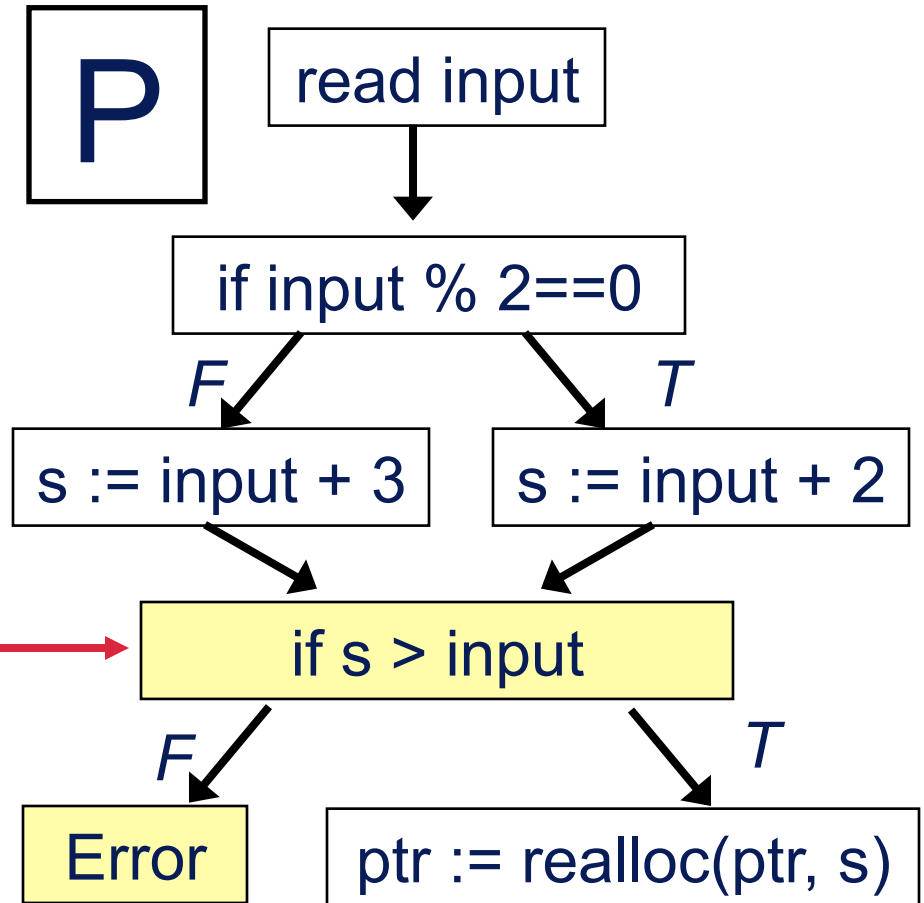 P
read input
if input % 2==0
F
T
s := input + 3
s := input + 2
if s > input
F
T
Error
ptr := realloc(ptr, s)